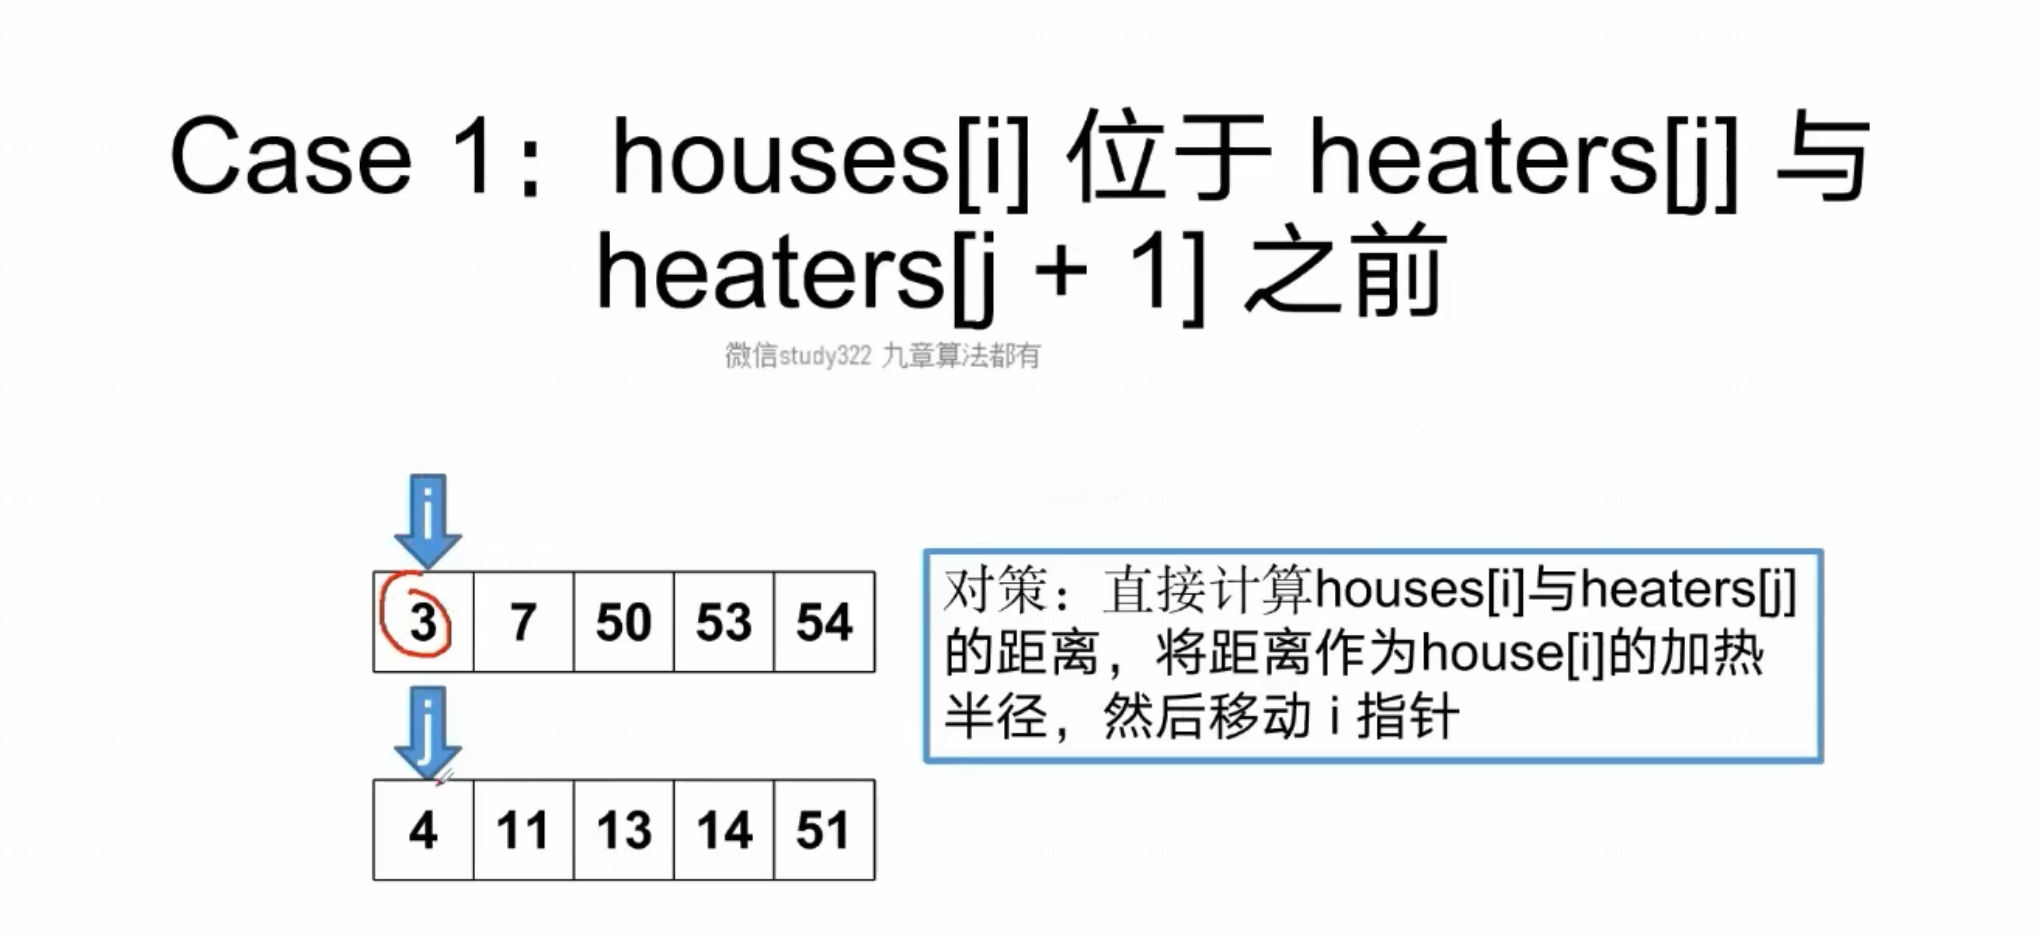 Case 1：houses[i] 位于 heaters[j] 与
heaters[j + 1] 之前
微信study322 九章算法都有
i
3 7 50 53 54
j
4 11 13 14 51
对策：直接计算houses[i]与heaters[j]
的距离，将距离作为house[i]的加热
半径，然后移动 i 指针